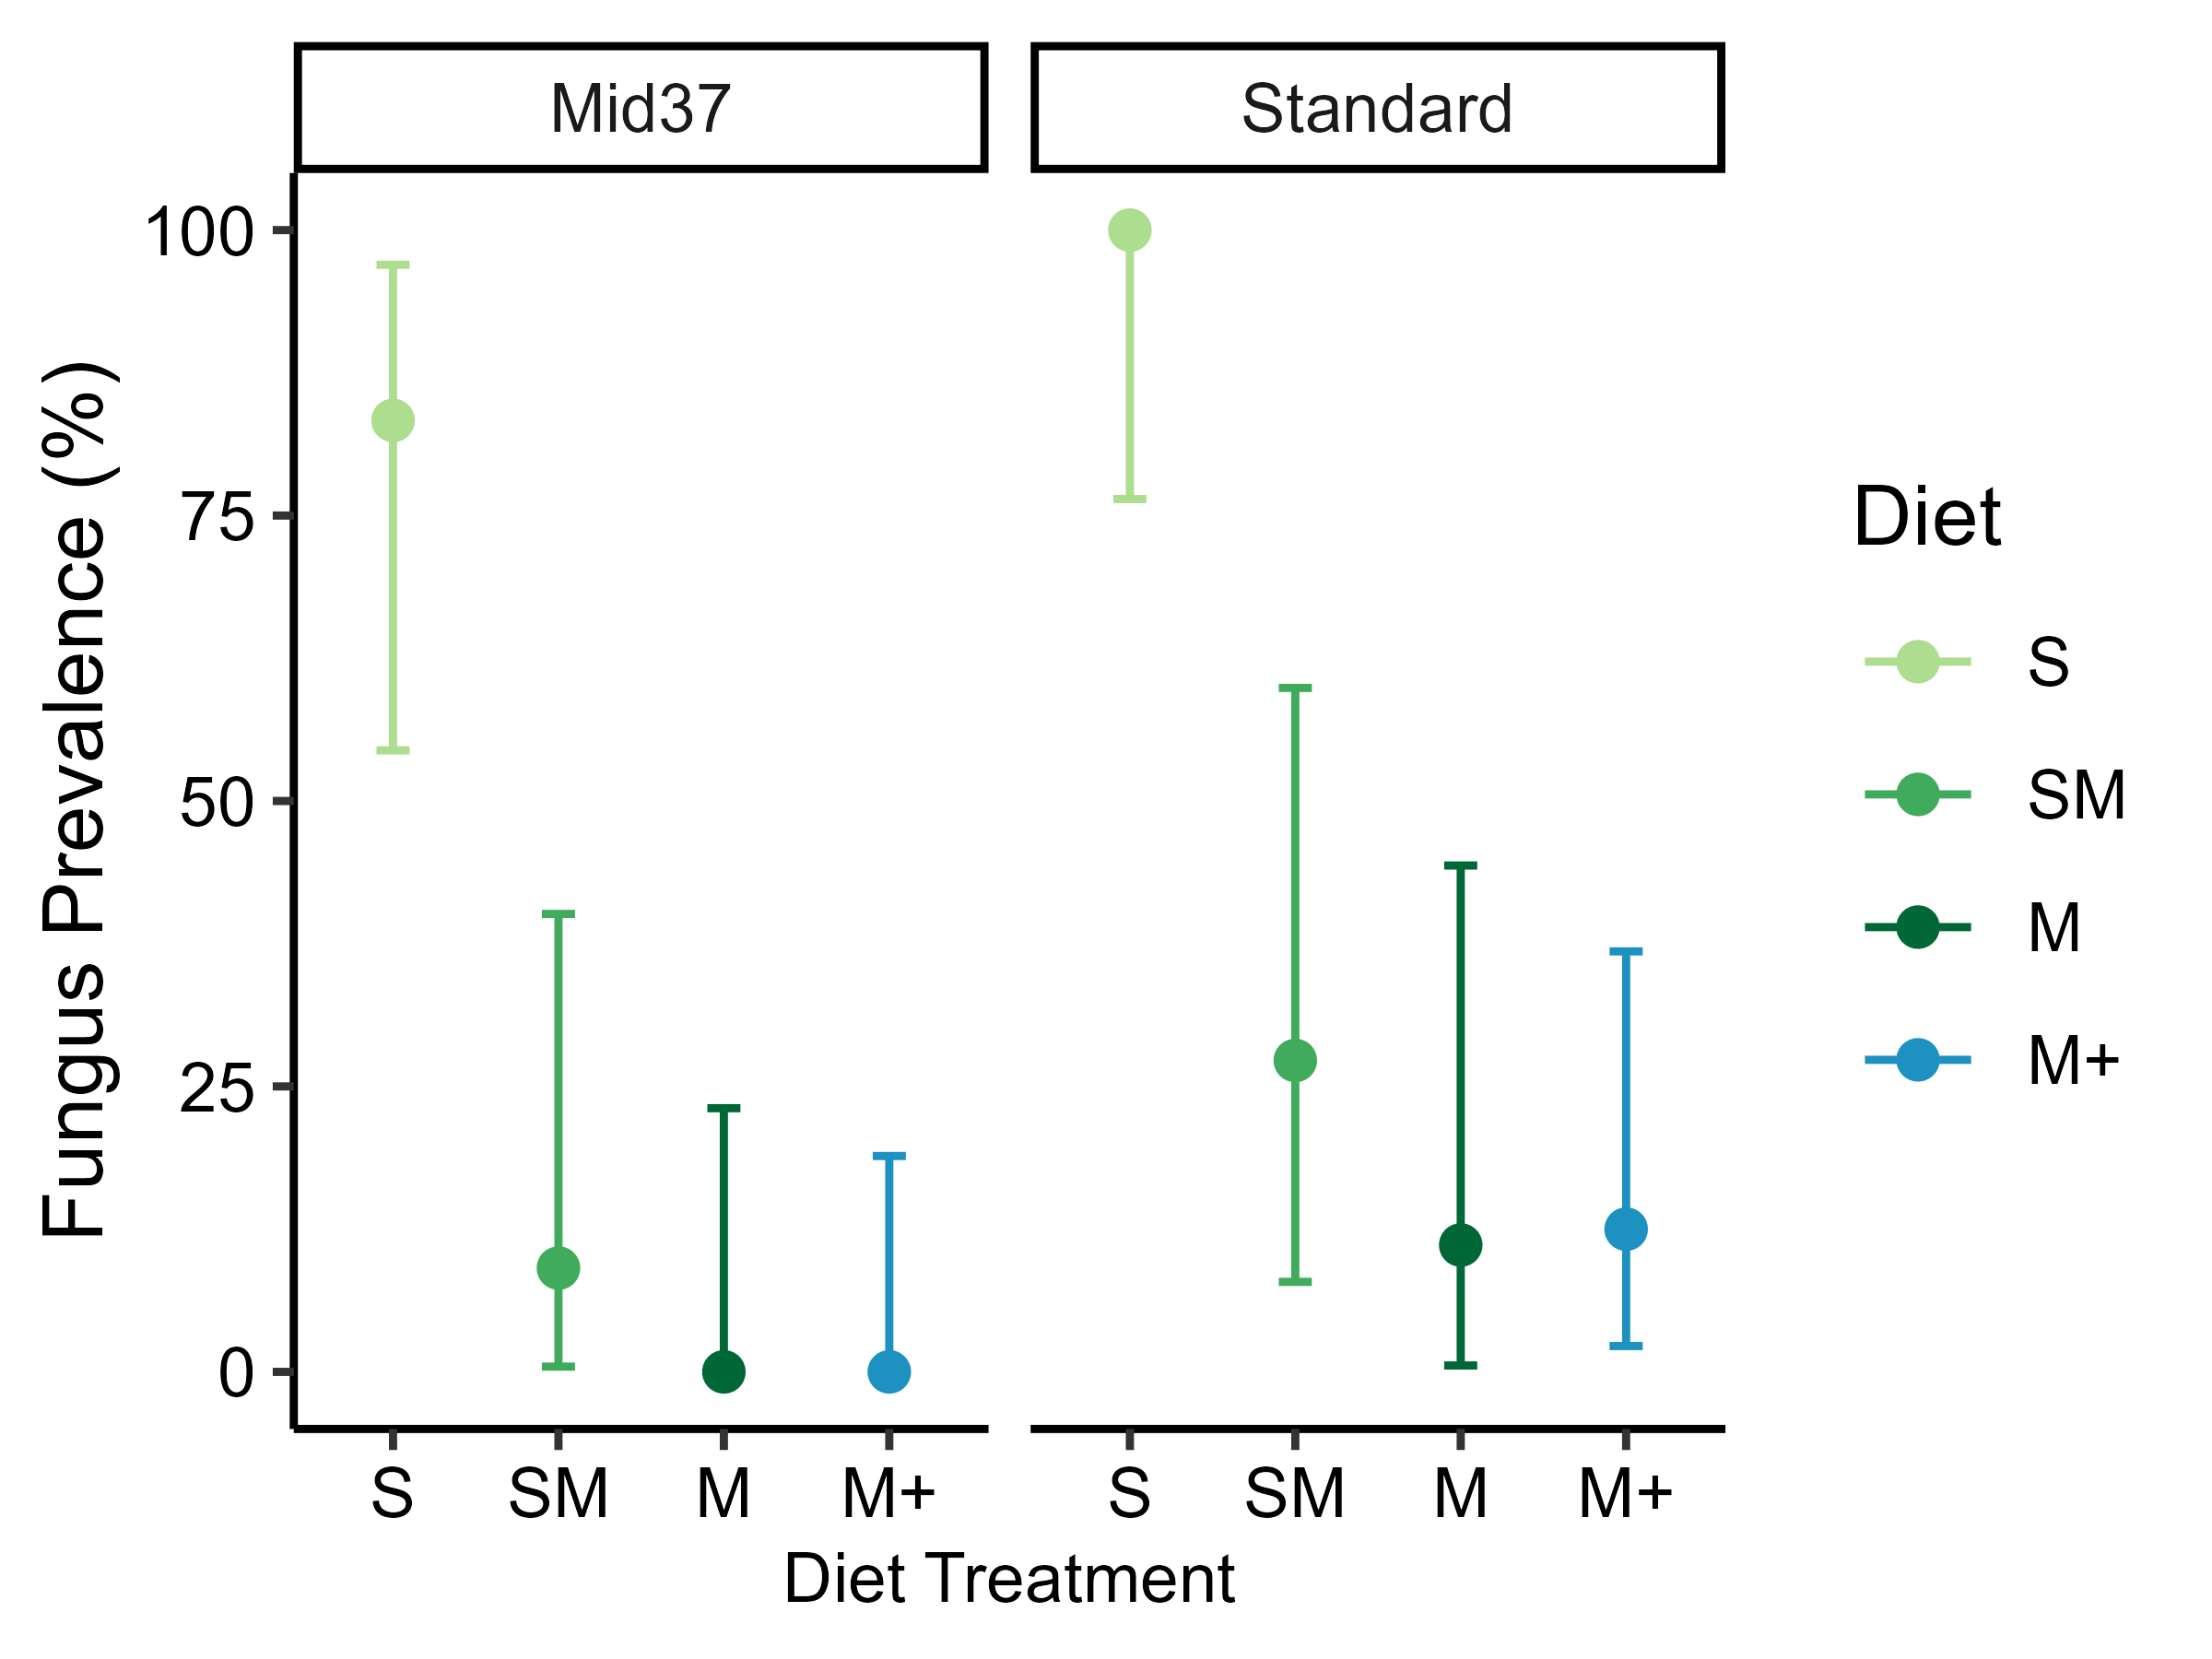 Mid37
Standard
Fungus Prevalence (%)
100
75
50
25
0
S SM M M+
S SM M M+
Diet Treatment
Diet
S
SM
M
M+